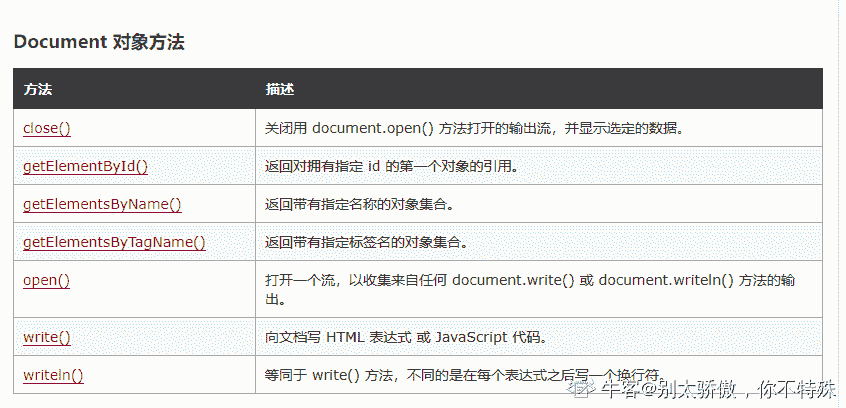 Document 对象方法
方法 描述
close() 关闭用 document.open() 方法打开的输出流，并显示选定的数据。
getElementById() 返回对拥有指定 id 的第一个对象的引用。
getElementsByName() 返回带有指定名称的对象集合。
getElementsByTagName() 返回带有指定标签名的对象集合。
open() 打开一个流，以收集来自任何 document.write() 或 document.writeln() 方法的输
出。
write() 向文档写 HTML 表达式 或 JavaScript 代码。
writeln() 等同于 write() 方法，不同的是在每个表达式之后写一个换行符。
牛客@别太骄傲，你不特殊